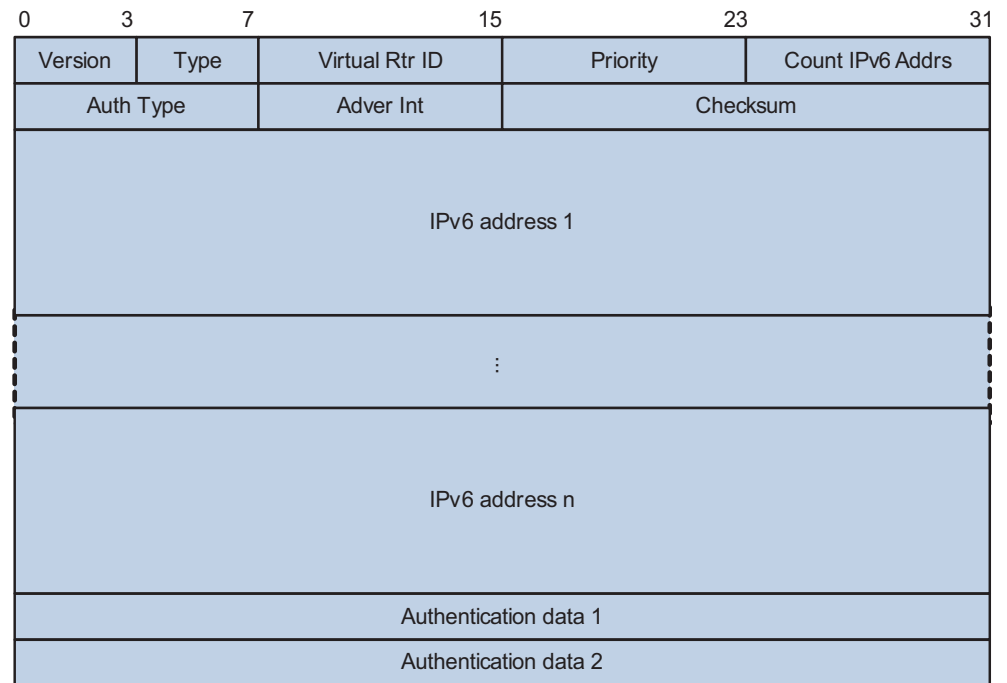 0 3 7 15 23 31
Version Type Virtual Rtr ID Priority Count IPv6 Addrs
Auth Type Adver Int Checksum
IPv6 address 1
...
IPv6 address n
Authentication data 1
Authentication data 2